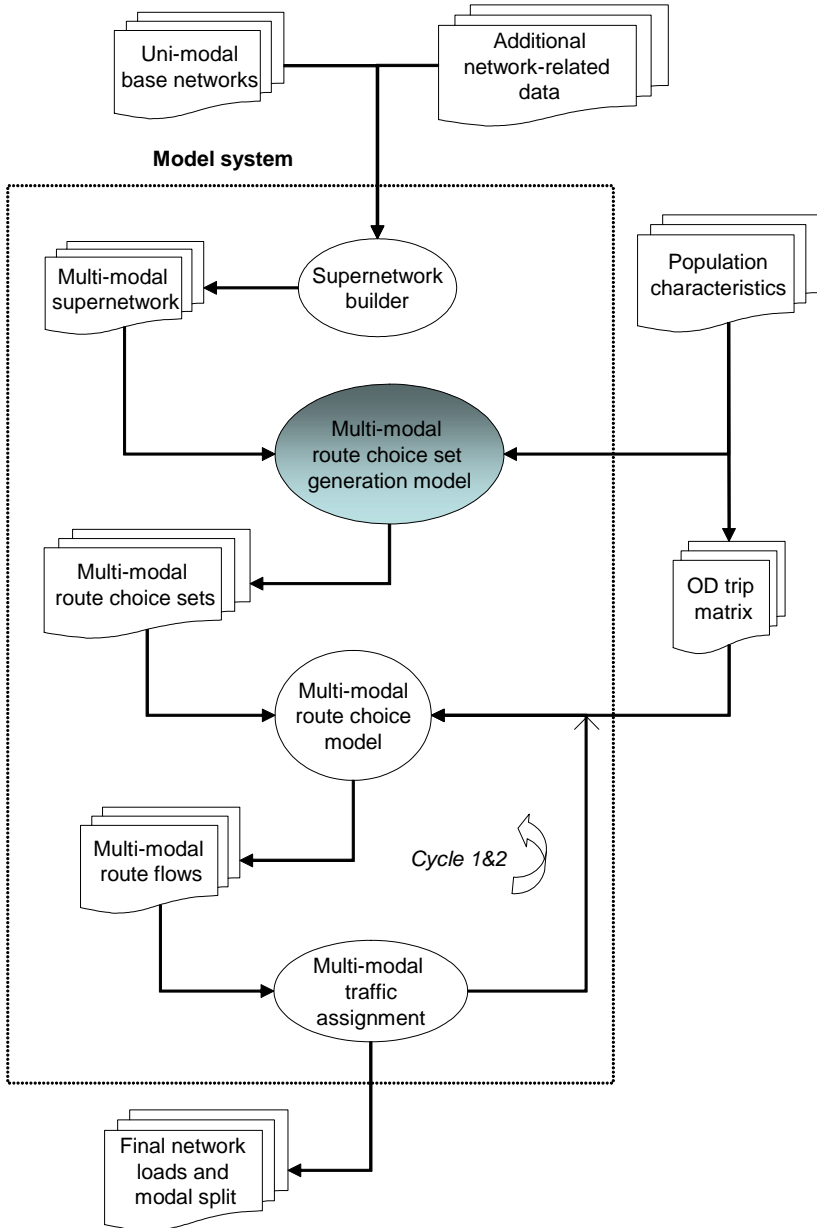 Uni-modal
base networks
Additional
network-related
data
Model system
Multi-modal
supernetwork
Supernetwork
builder
Population
characteristics
Multi-modal
route choice set
generation model
Multi-modal
route choice sets
OD trip
matrix
Multi-modal
route choice
model
Multi-modal
route flows
Cycle 1&2
Multi-modal
traffic
assignment
Final network
loads and
modal split